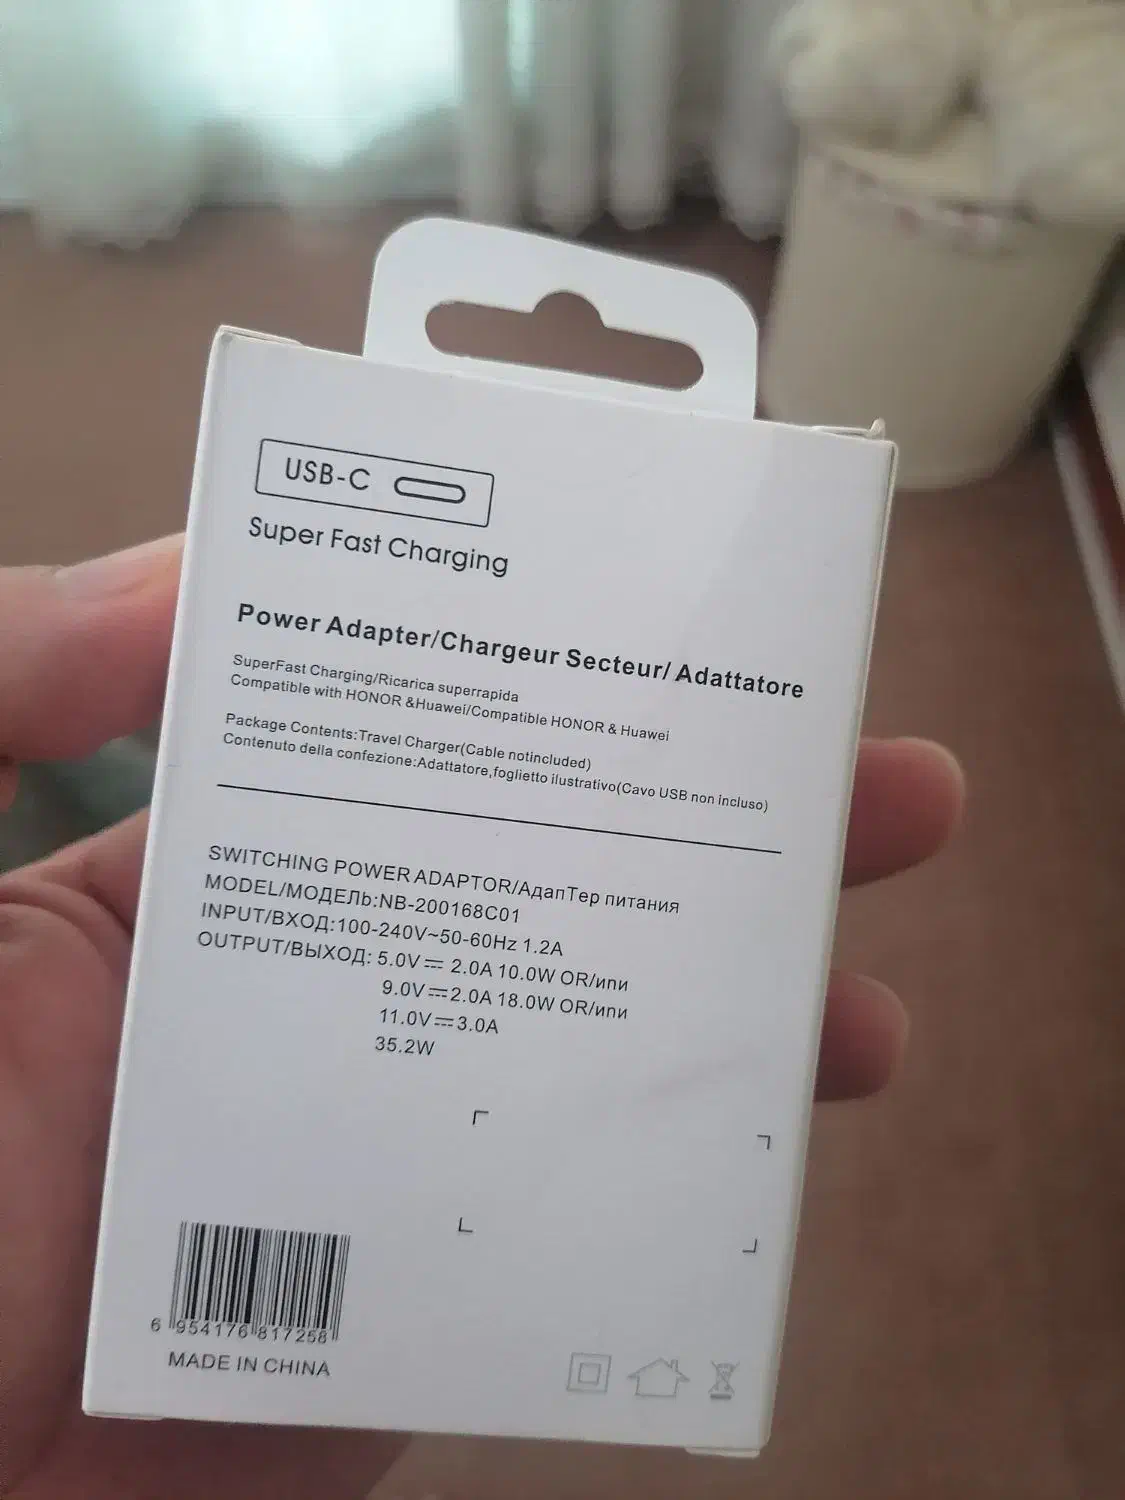 USB-C
Super Fast Charging
Power Adapter/Chargeur Secteur/ Adattatore
SuperFast Charging/Ricarica superrapida
Compatible with HONOR &Huawei/Compatible HONOR & Huawei
Package Contents:Travel Charger(Cable notincluded)
Contenuto della confezione:Adattatore,foglietto ilustrativo(Cavo USB non incluso)
SWITCHING POWER ADAPTOR/АдапТер питания
MODEL/МОДЕЛЬ:NB-200168C01
INPUT/ВХОД:100-240V~50-60Hz 1.2A
OUTPUT/ВЫХОД: 5.0V⎓ 2.0A 10.0W OR/или
9.0V⎓2.0A 18.0W OR/или
11.0V⎓3.0A
35.2W
6 954176 817258
MADE IN CHINA